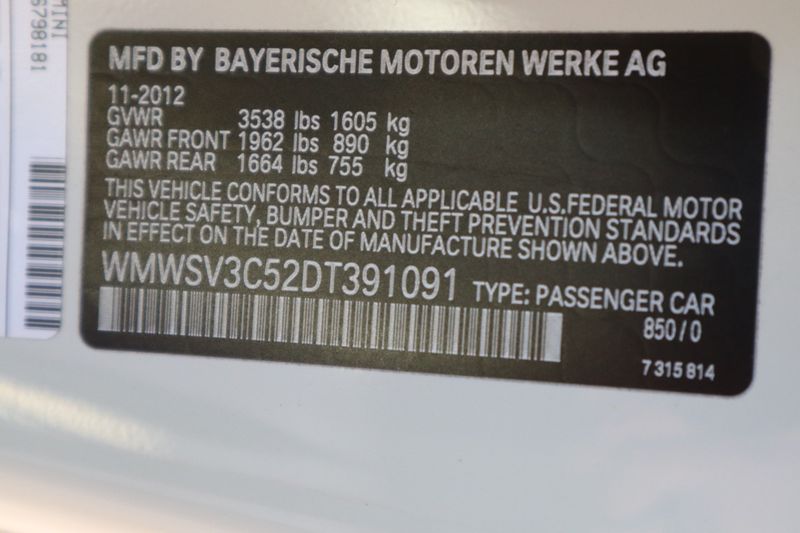 MINI
6798181
MFD BY BAYERISCHE MOTOREN WERKE AG
11-2012
GVWR 3538 lbs 1605 kg
GAWR FRONT 1962 lbs 890 kg
GAWR REAR 1664 lbs 755 kg
THIS VEHICLE CONFORMS TO ALL APPLICABLE U.S.FEDERAL MOTOR
VEHICLE SAFETY, BUMPER AND THEFT PREVENTION STANDARDS
IN EFFECT ON THE DATE OF MANUFACTURE SHOWN ABOVE.
WMWSV3C52DT391091 TYPE: PASSENGER CAR
850/0
7 315 814